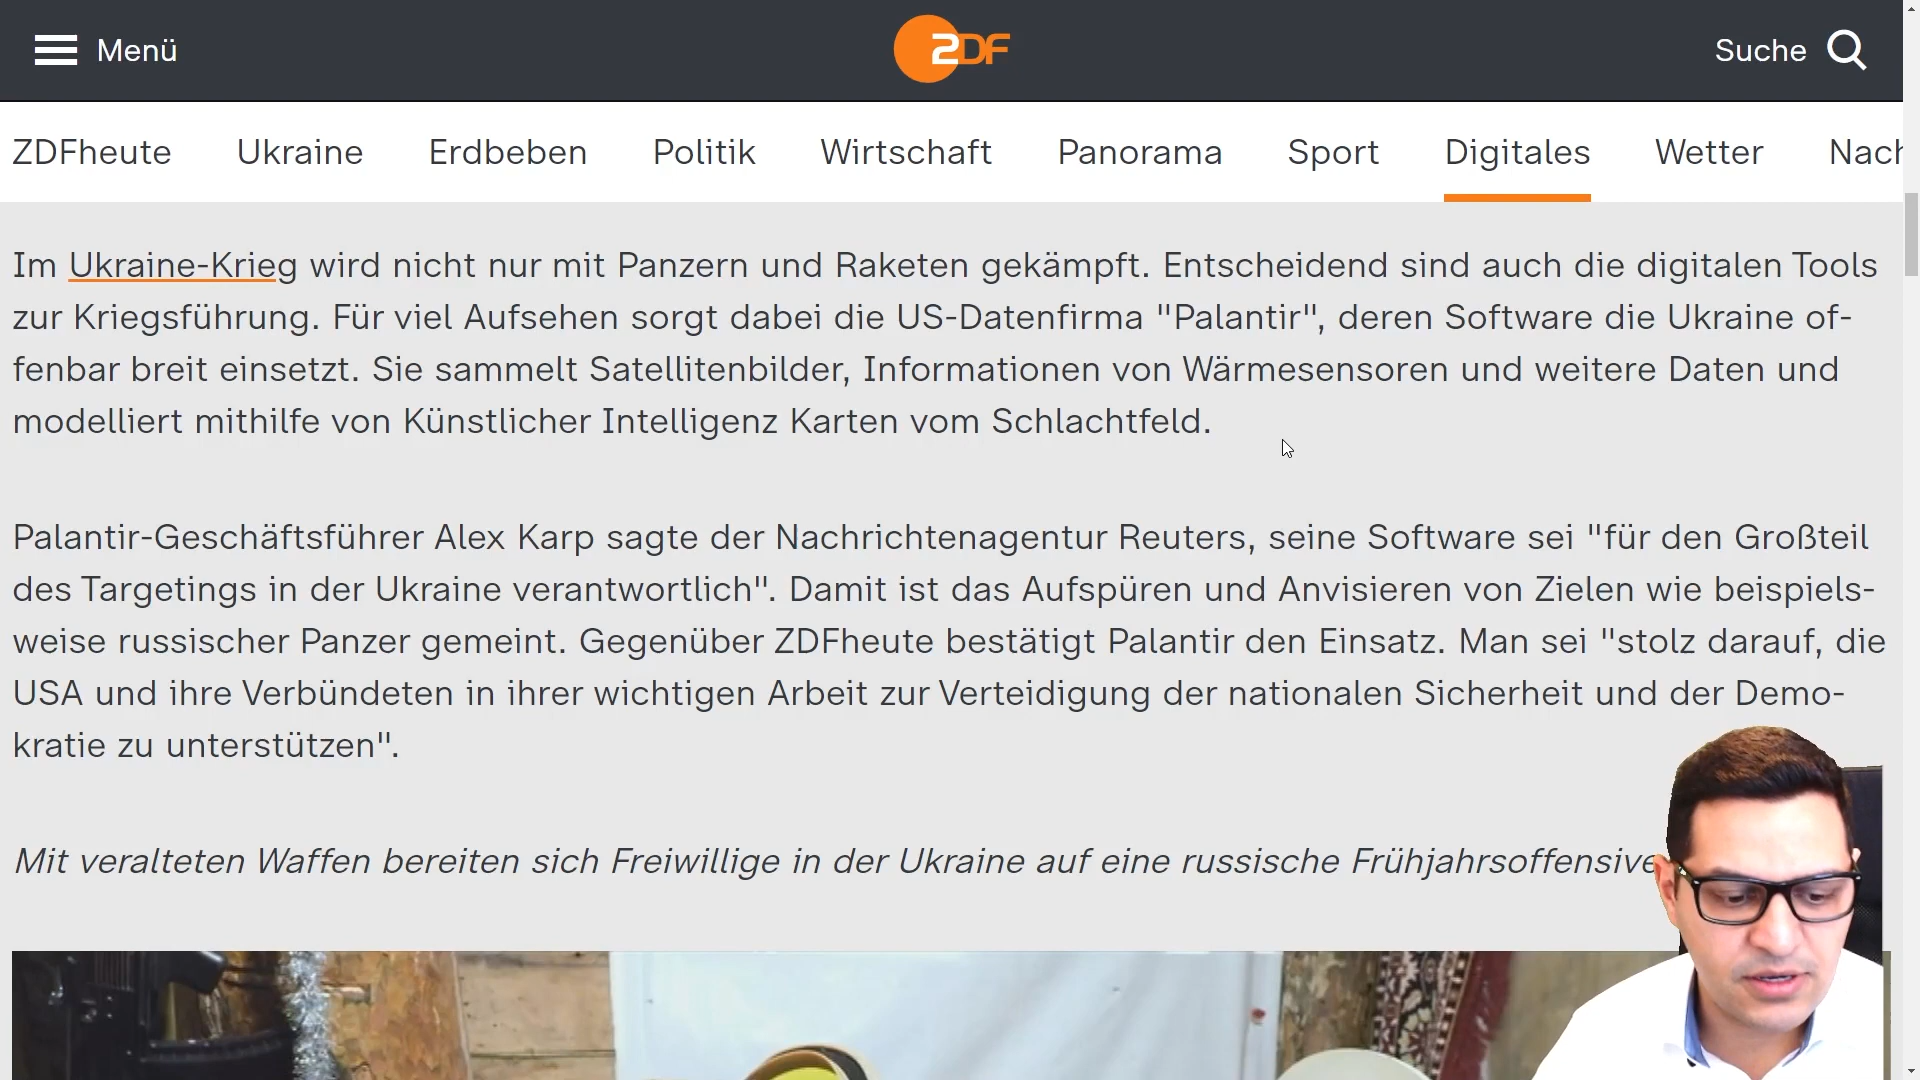 Menü
ZDF
Suche
ZDFheute Ukraine Erdbeben Politik Wirtschaft Panorama Sport Digitales Wetter Nach
Im Ukraine-Krieg wird nicht nur mit Panzern und Raketen gekämpft. Entscheidend sind auch die digitalen Tools
zur Kriegsführung. Für viel Aufsehen sorgt dabei die US-Datenfirma "Palantir", deren Software die Ukraine of-
fenbar breit einsetzt. Sie sammelt Satellitenbilder, Informationen von Wärmesensoren und weitere Daten und
modelliert mithilfe von Künstlicher Intelligenz Karten vom Schlachtfeld.
Palantir-Geschäftsführer Alex Karp sagte der Nachrichtenagentur Reuters, seine Software sei "für den Großteil
des Targetings in der Ukraine verantwortlich". Damit ist das Aufspüren und Anvisieren von Zielen wie beispiels-
weise russischer Panzer gemeint. Gegenüber ZDFheute bestätigt Palantir den Einsatz. Man sei "stolz darauf, die
USA und ihre Verbündeten in ihrer wichtigen Arbeit zur Verteidigung der nationalen Sicherheit und der Demo-
kratie zu unterstützen".
Mit veralteten Waffen bereiten sich Freiwillige in der Ukraine auf eine russische Frühjahrsoffensive